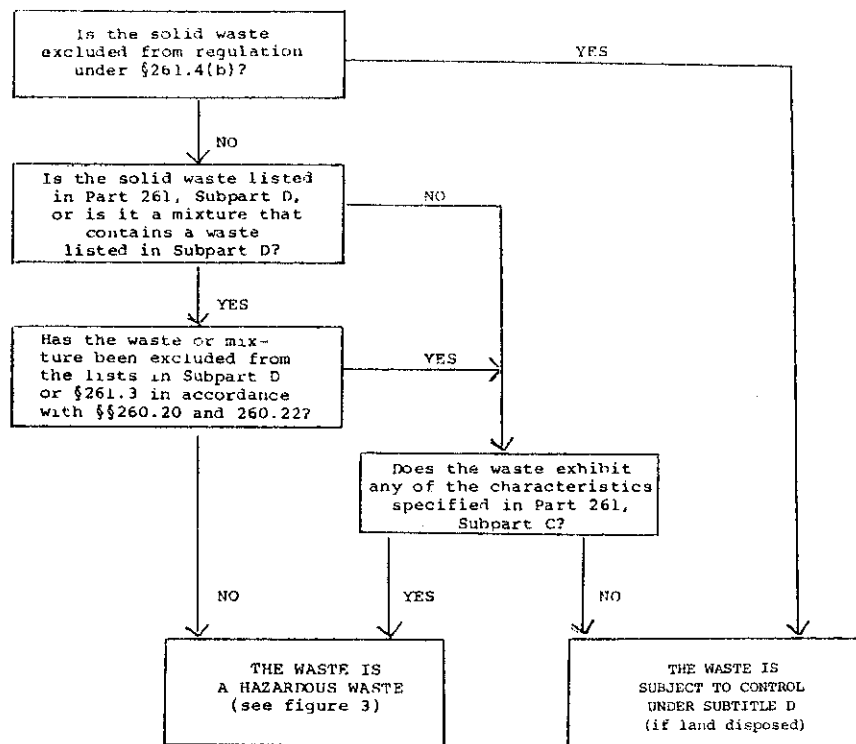 Is the solid waste
excluded from regulation
under §261.4(b)?
YES
NO
Is the solid waste listed
in Part 261, Subpart D,
or is it a mixture that
contains a waste
listed in Subpart D?
NO
YES
Has the waste or mix-
ture been excluded from
the lists in Subpart D
or §261.3 in accordance
with §§260.20 and 260.22?
YES
Does the waste exhibit
any of the characteristics
specified in Part 261,
Subpart C?
NO
YES
NO
THE WASTE IS
A HAZARDOUS WASTE
(see figure 3)
THE WASTE IS
SUBJECT TO CONTROL
UNDER SUBTITLE D
(if land disposed)